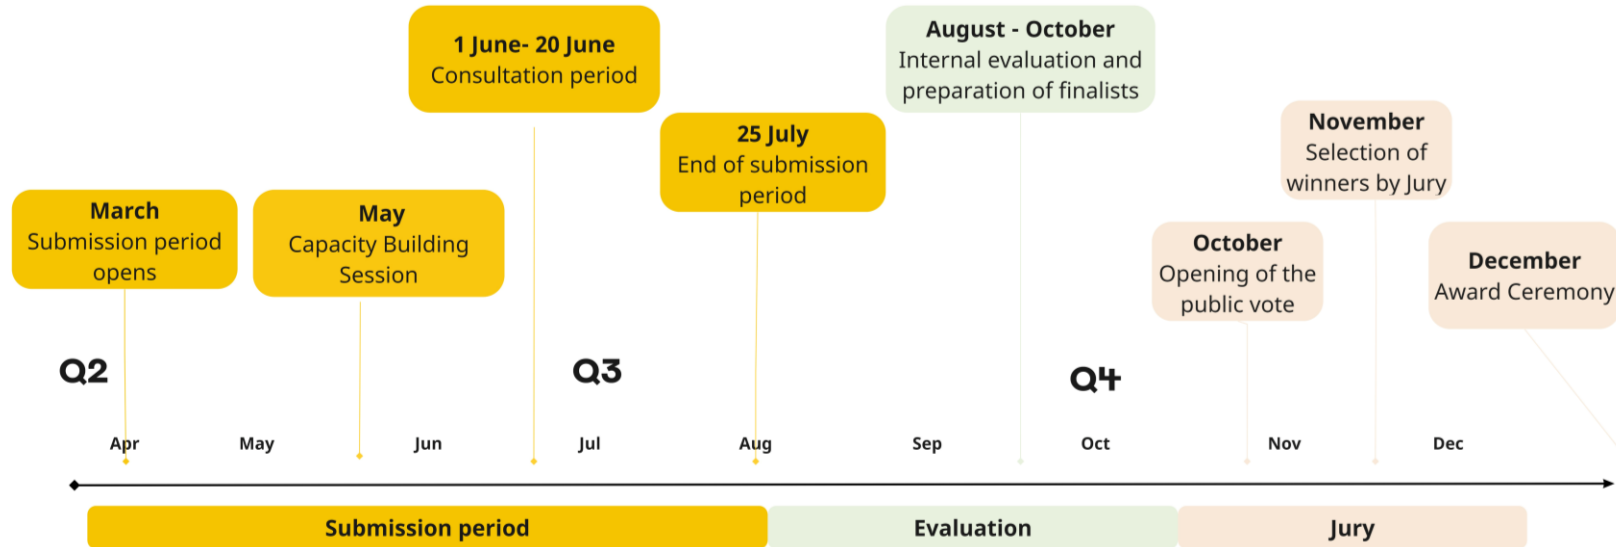 1 June- 20 June
Consultation period
August - October
Internal evaluation and
preparation of finalists
25 July
End of submission
period
November
Selection of
winners by Jury
March
Submission period
opens
May
Capacity Building
Session
October
Opening of the
public vote
December
Award Ceremony
Q2
Q3
Q4
Apr
May
Jun
Jul
Aug
Sep
Oct
Nov
Dec
Submission period
Evaluation
Jury